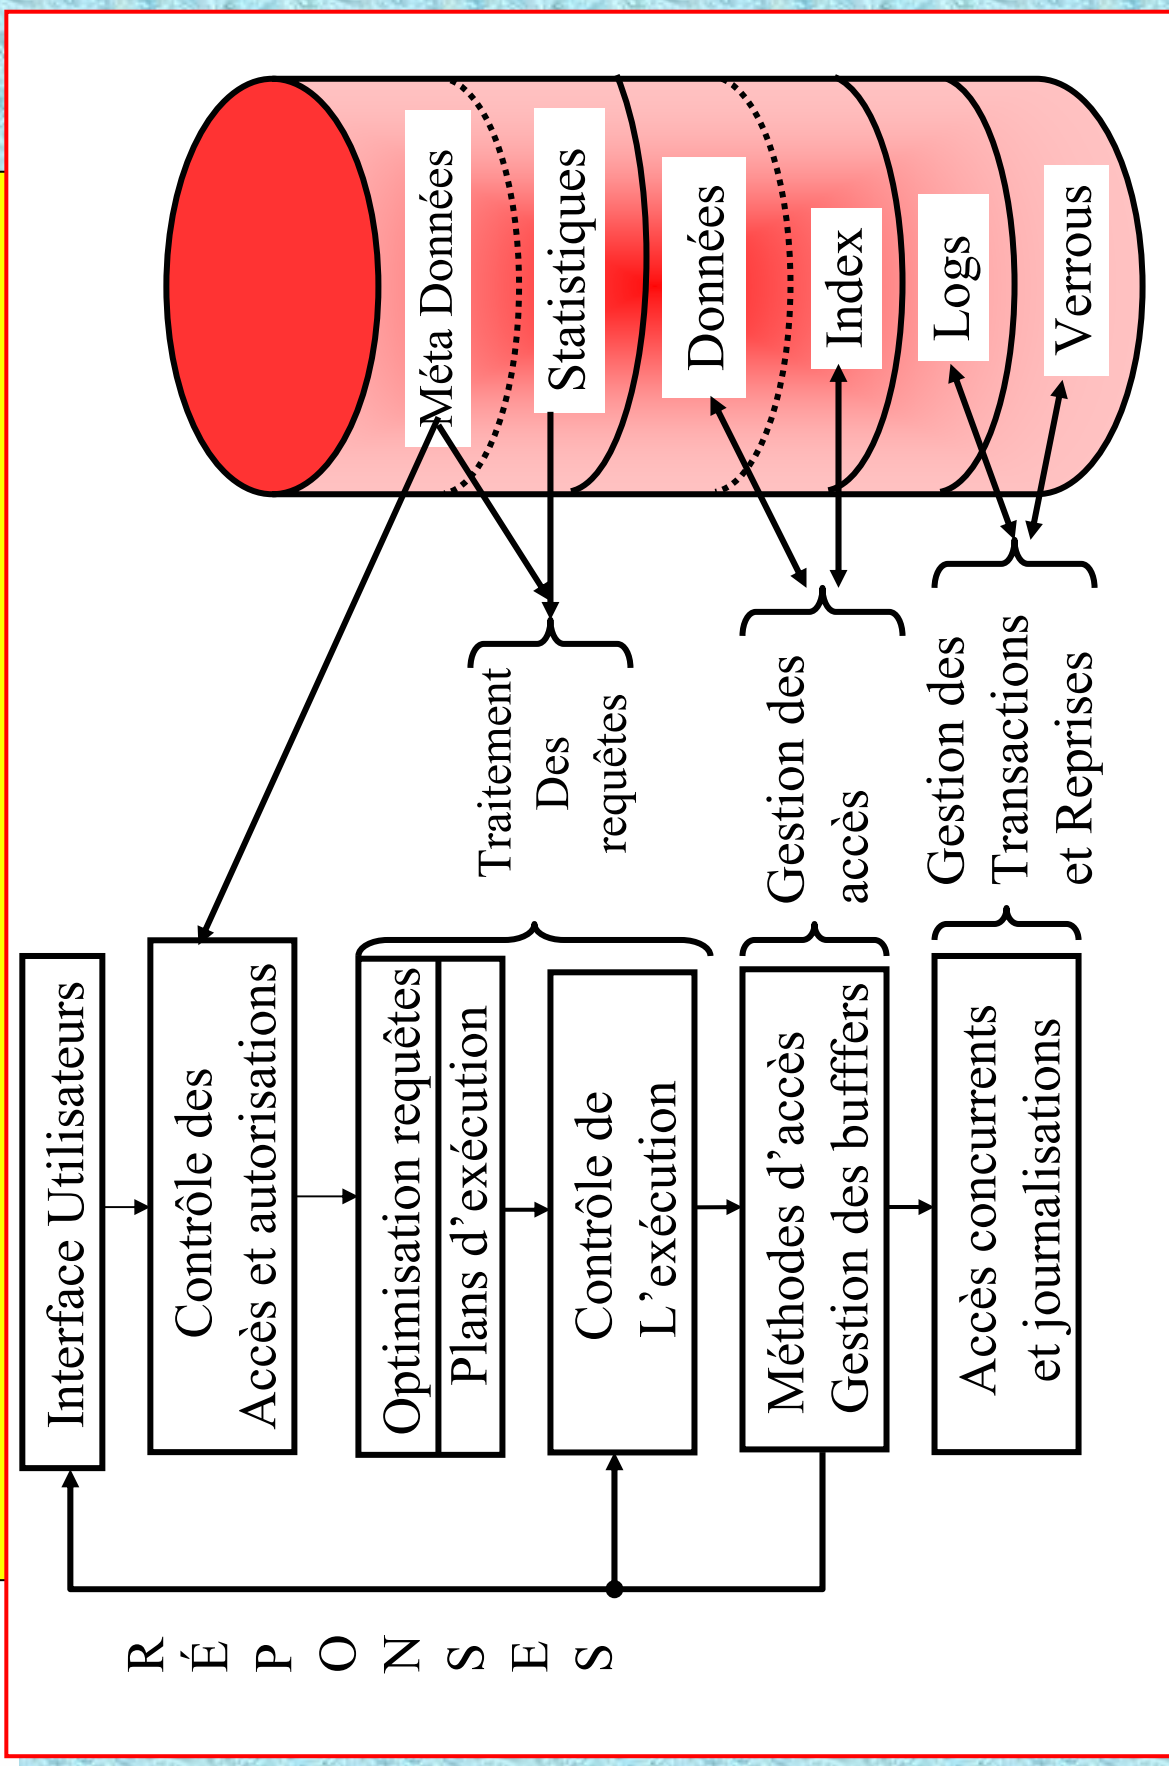 Interface Utilisateurs
Contrôle des
Accès et autorisations
Optimisation requêtes
Plans d'exécution
Contrôle de
L'exécution
Méthodes d'accès
Gestion des bufffers
Accès concurrents
et journalisations
RÉPONSES
Traitement
Des
requêtes
Gestion des
accès
Gestion des
Transactions
et Reprises
Méta Données
Statistiques
Données
Index
Logs
Verrous